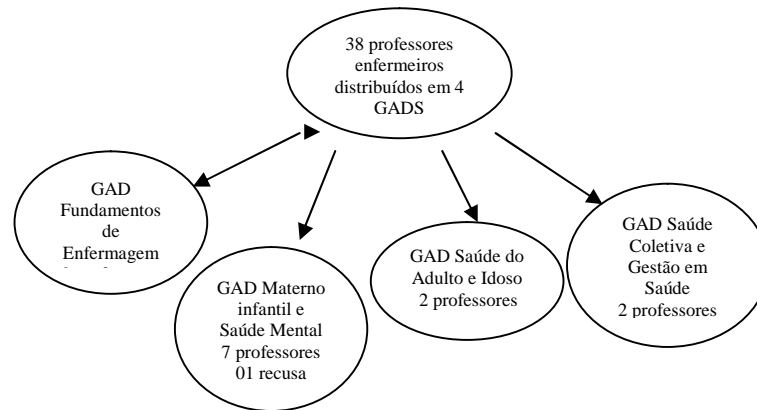 38 professores
enfermeiros
distribuídos em 4
GADS
GAD
Fundamentos
de
Enfermagem
GAD Materno
infantil e
Saúde Mental
7 professores
01 recusa
GAD Saúde do
Adulto e Idoso
2 professores
GAD Saúde
Coletiva e
Gestão em
Saúde
2 professores